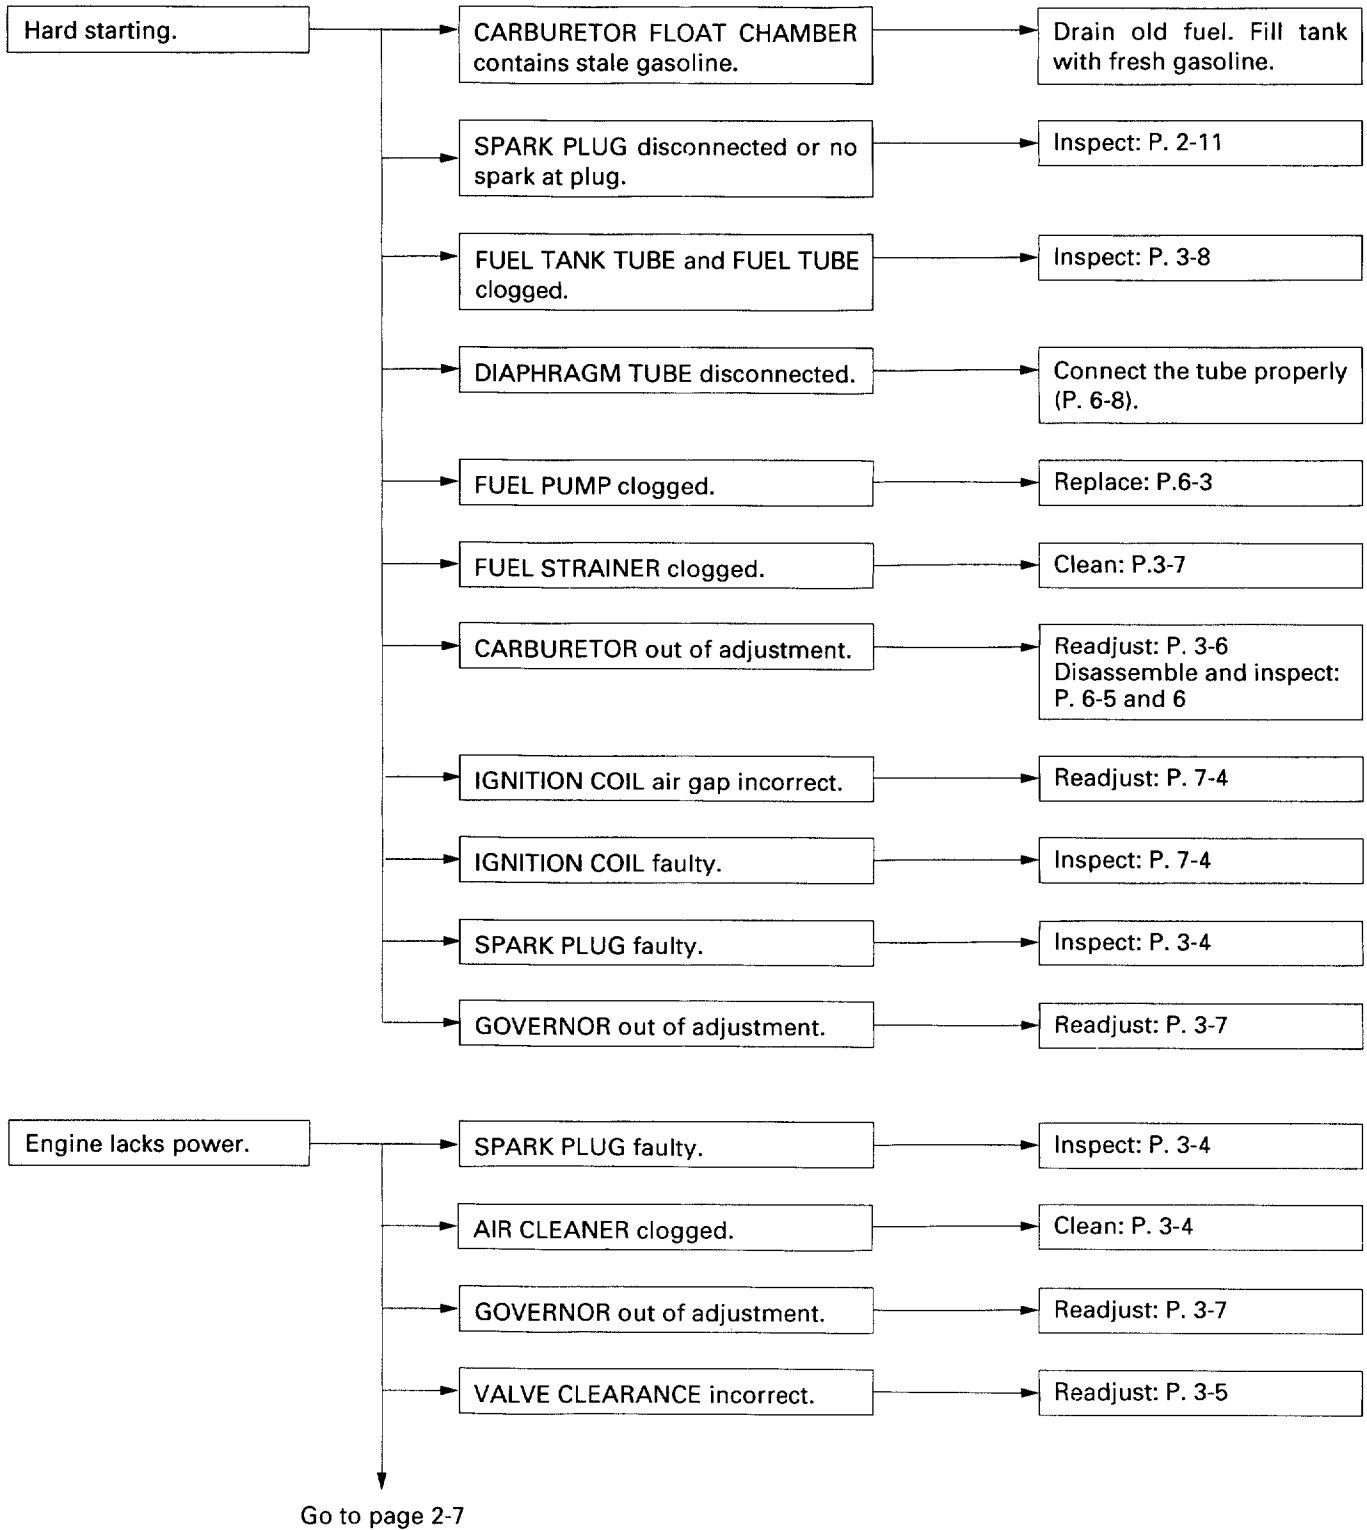 Hard starting.
CARBURETOR FLOAT CHAMBER
contains stale gasoline.
Drain old fuel. Fill tank
with fresh gasoline.
SPARK PLUG disconnected or no
spark at plug.
Inspect: P. 2-11
FUEL TANK TUBE and FUEL TUBE
clogged.
Inspect: P. 3-8
DIAPHRAGM TUBE disconnected.
Connect the tube properly
(P. 6-8).
FUEL PUMP clogged.
Replace: P.6-3
FUEL STRAINER clogged.
Clean: P.3-7
CARBURETOR out of adjustment.
Readjust: P. 3-6
Disassemble and inspect:
P. 6-5 and 6
IGNITION COIL air gap incorrect.
Readjust: P. 7-4
IGNITION COIL faulty.
Inspect: P. 7-4
SPARK PLUG faulty.
Inspect: P. 3-4
GOVERNOR out of adjustment.
Readjust: P. 3-7
Engine lacks power.
SPARK PLUG faulty.
Inspect: P. 3-4
AIR CLEANER clogged.
Clean: P. 3-4
GOVERNOR out of adjustment.
Readjust: P. 3-7
VALVE CLEARANCE incorrect.
Readjust: P. 3-5
Go to page 2-7